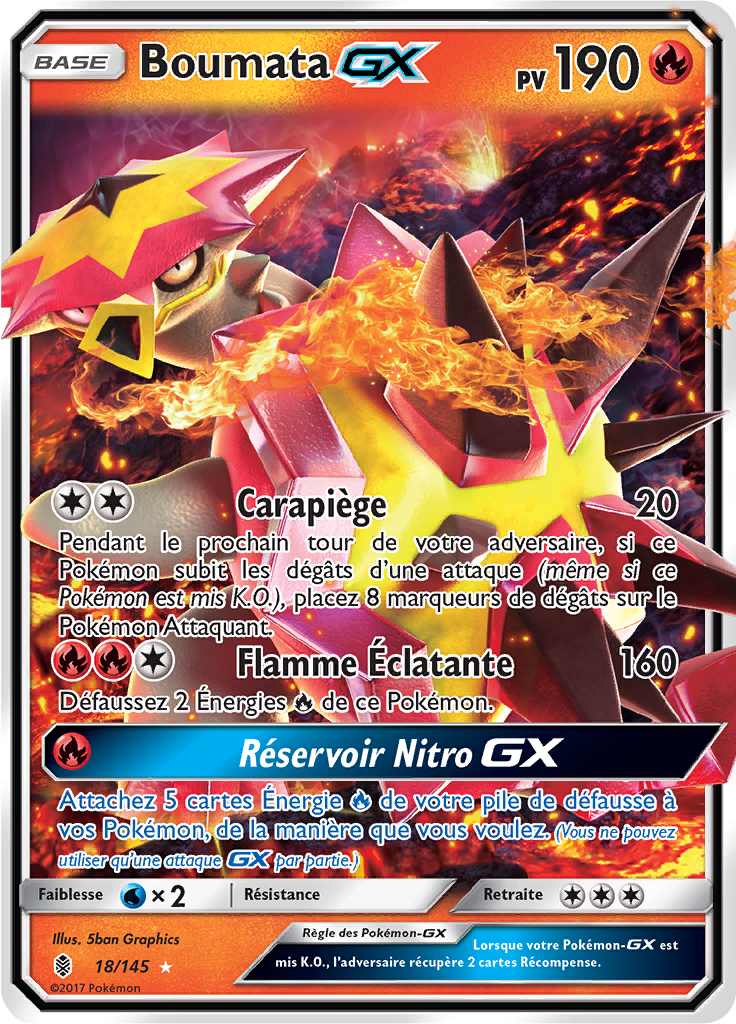 BASE Boumata GX PV 190
Carapiège 20
Pendant le prochain tour de votre adversaire, si ce
Pokémon subit les dégâts d'une attaque (même si ce
Pokémon est mis K.O.), placez 8 marqueurs de dégâts sur le
Pokémon Attaquant.
Flamme Éclatante 160
Défaussez 2 Énergies de ce Pokémon.
Réservoir Nitro GX
Attachez 5 cartes Énergie de votre pile de défausse à
vos Pokémon, de la manière que vous voulez. (Vous ne pouvez
utiliser qu'une attaque GX par partie.)
Faiblesse ×2 Résistance Retraite
Illus. 5ban Graphics
18/145
©2017 Pokémon
Règle des Pokémon-GX
Lorsque votre Pokémon-GX est
mis K.O., l'adversaire récupère 2 cartes Récompense.